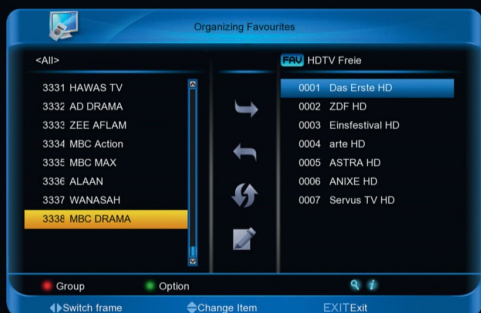 Organizing Favourites
<All>
3331 HAWAS TV
3332 AD DRAMA
3333 ZEE AFLAM
3334 MBC Action
3335 MBC MAX
3336 ALAAN
3337 WANASAH
3338 MBC DRAMA
FAV HDTV Freie
0001 Das Erste HD
0002 ZDF HD
0003 Einsfestival HD
0004 arte HD
0005 ASTRA HD
0006 ANIXE HD
0007 Servus TV HD
Group Option
Switch frame Change Item EXITExit